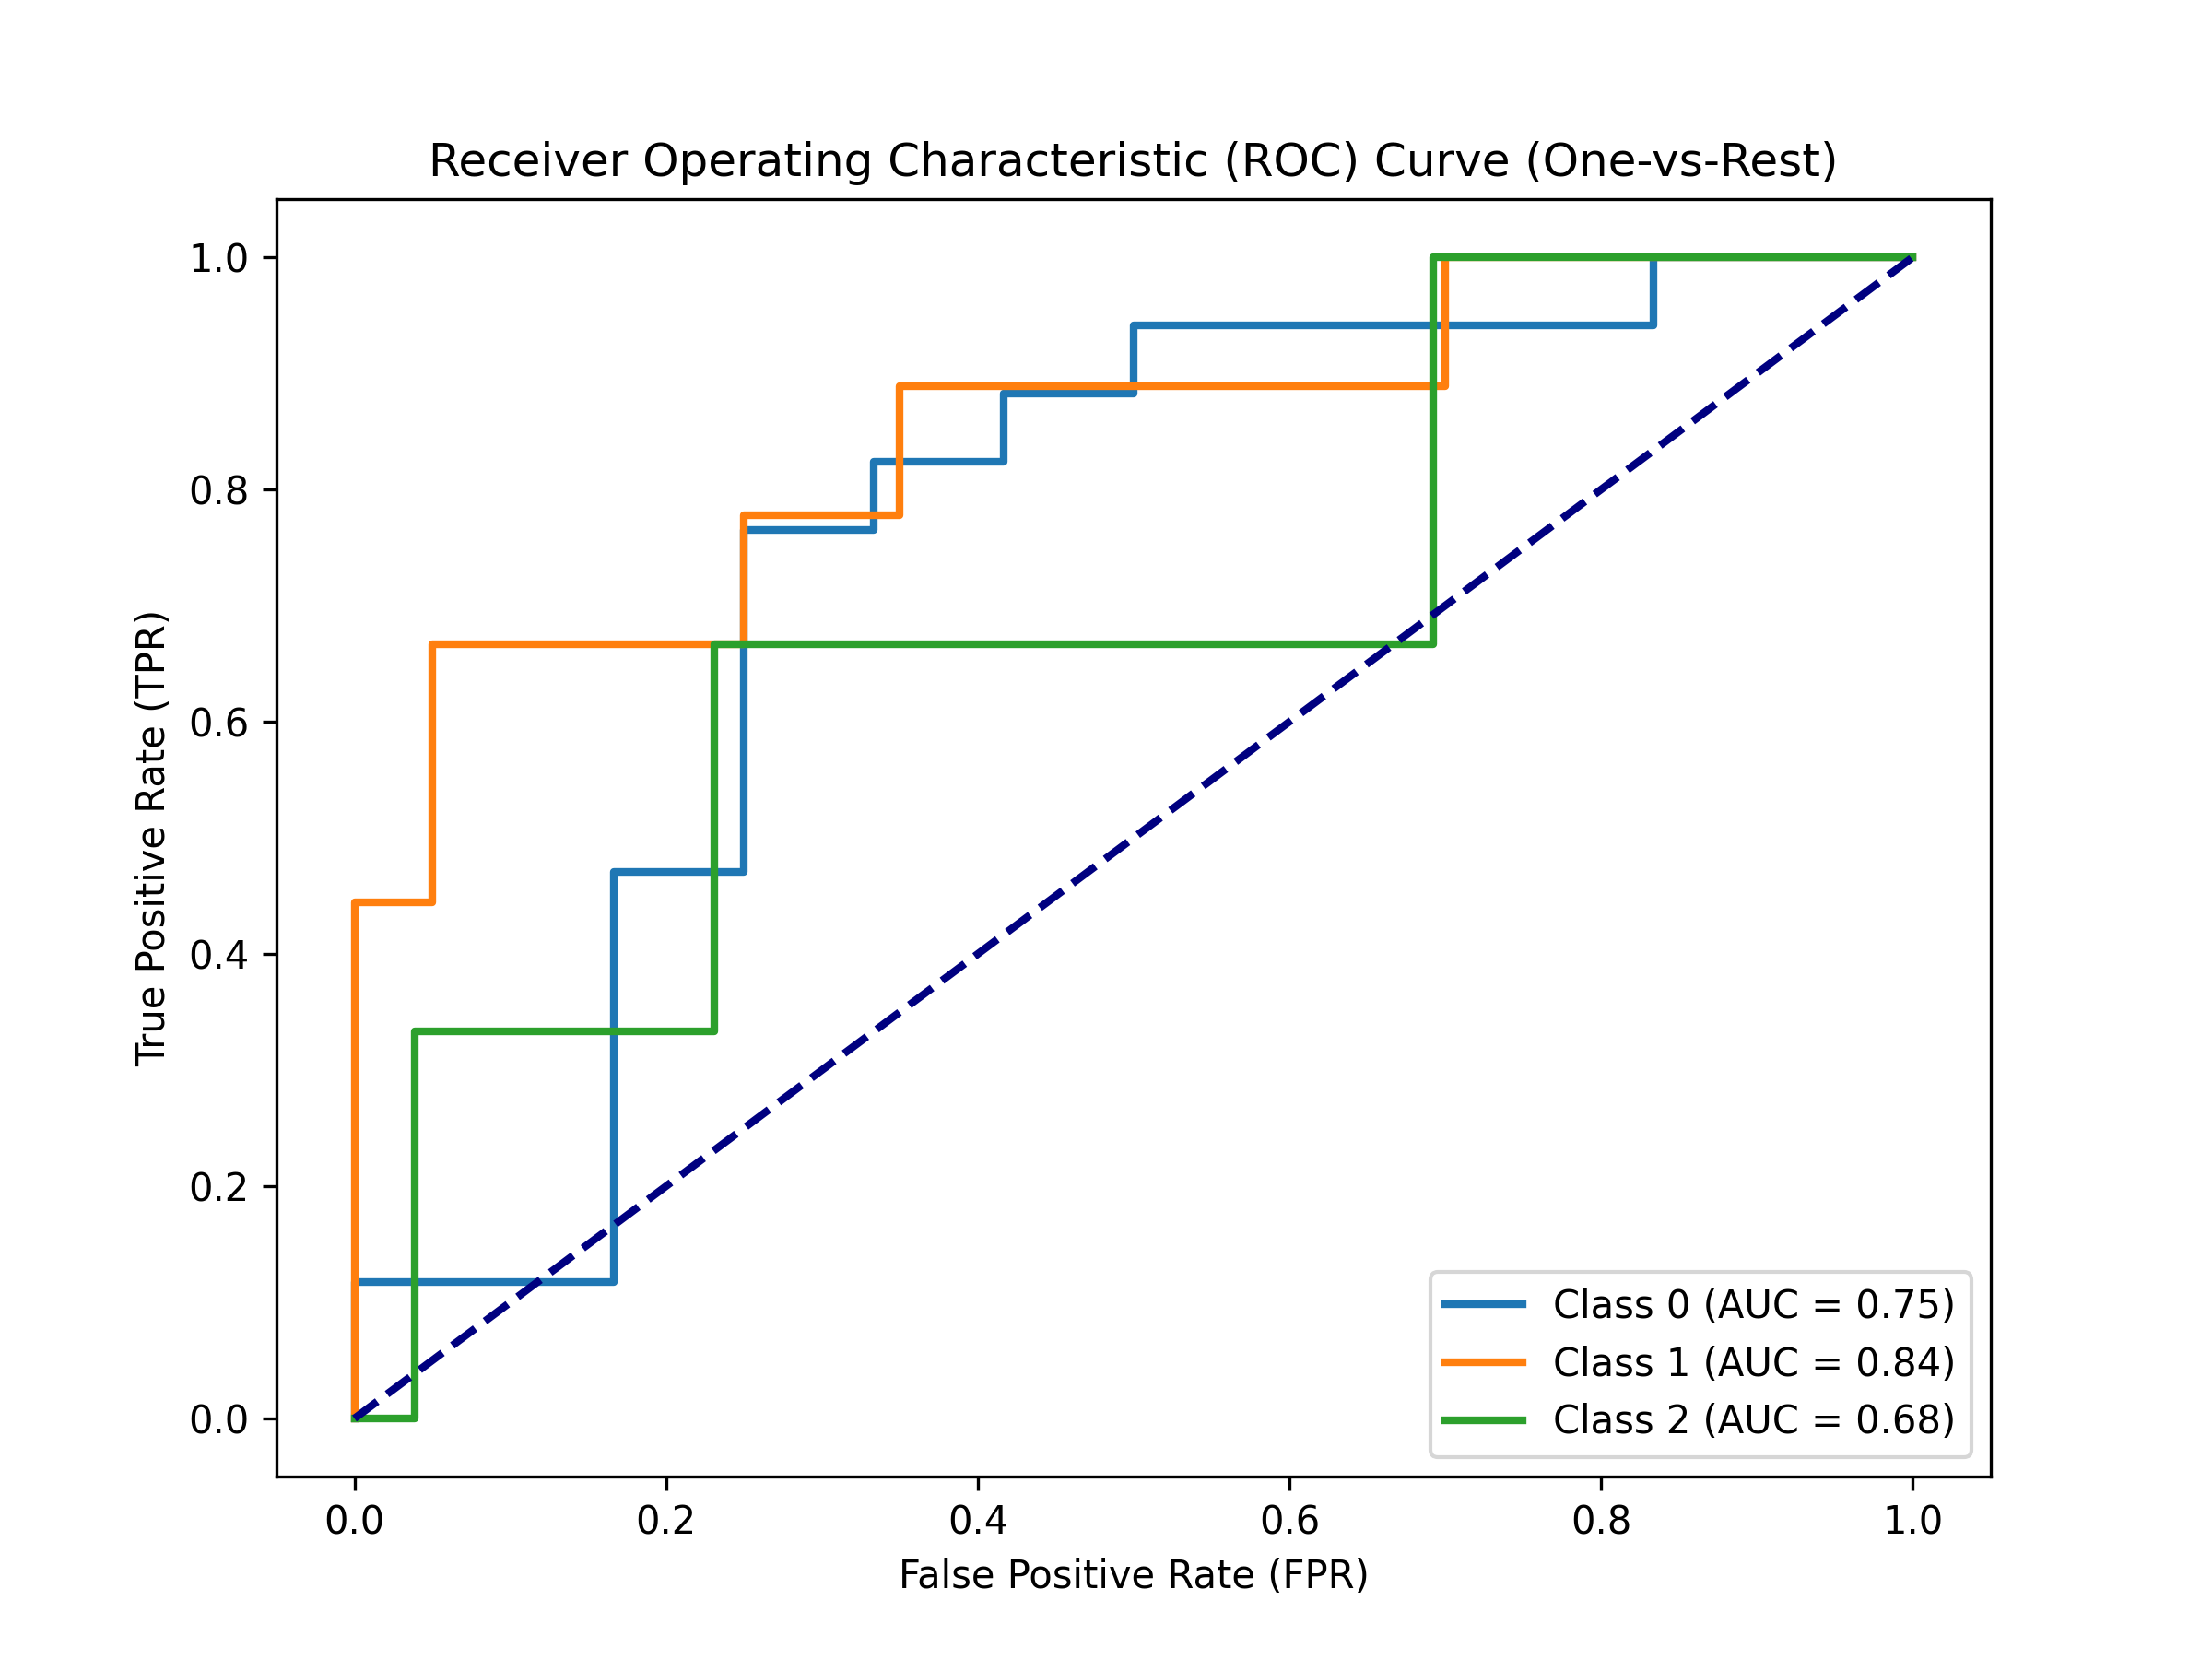 Receiver Operating Characteristic (ROC) Curve (One-vs-Rest)
True Positive Rate (TPR)
1.0
0.8
0.6
0.4
0.2
0.0
0.0 0.2 0.4 0.6 0.8 1.0
False Positive Rate (FPR)
Class 0 (AUC = 0.75)
Class 1 (AUC = 0.84)
Class 2 (AUC = 0.68)